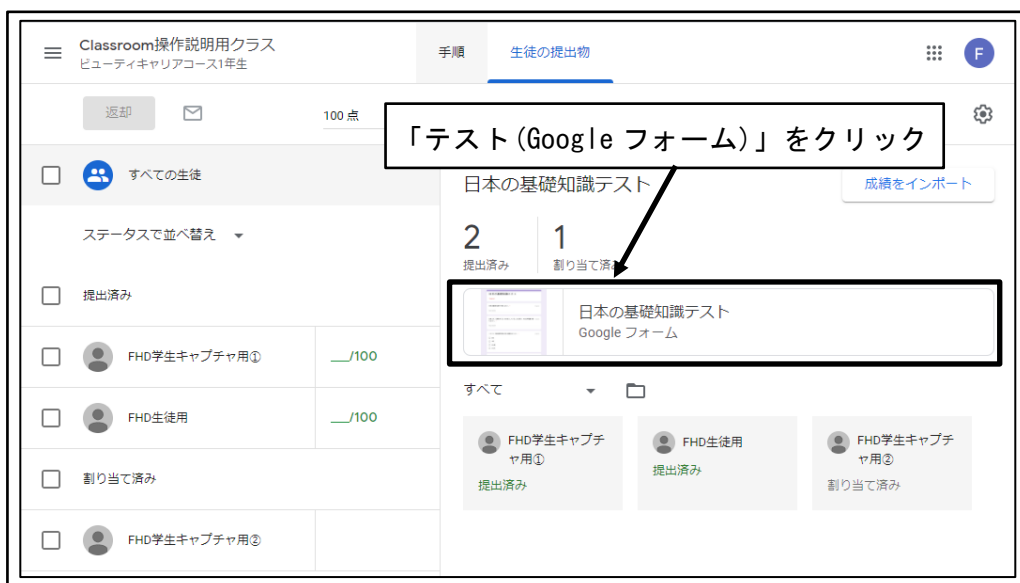 Classroom操作説明用クラス
ビューティキャリアコース1年生
手順
生徒の提出物
F
返却
100 点
「テスト(Google フォーム)」をクリック
すべての生徒
ステータスで並べ替え
提出済み
FHD学生キャプチャ用①
__/100
FHD生徒用
__/100
割り当て済み
FHD学生キャプチャ用②
日本の基礎知識テスト
成績をインポート
2
提出済み
1
割り当て済み
日本の基礎知識テスト
Google フォーム
すべて
FHD学生キャプチ
ャ用①
提出済み
FHD生徒用
提出済み
FHD学生キャプチ
ャ用②
割り当て済み